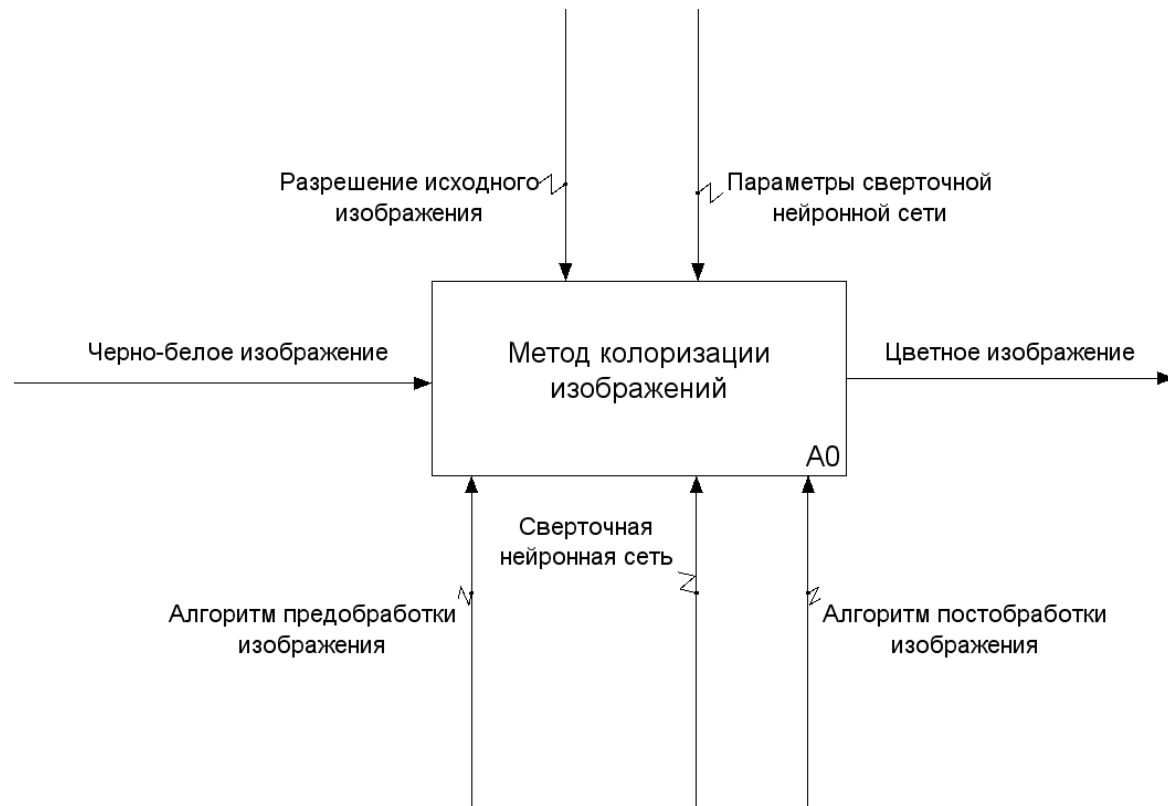 Разрешение исходного
изображения
Параметры сверточной
нейронной сети
Черно-белое изображение
Метод колоризации
изображений
A0
Цветное изображение
Сверточная
нейронная сеть
Алгоритм предобработки
изображения
Алгоритм постобработки
изображения